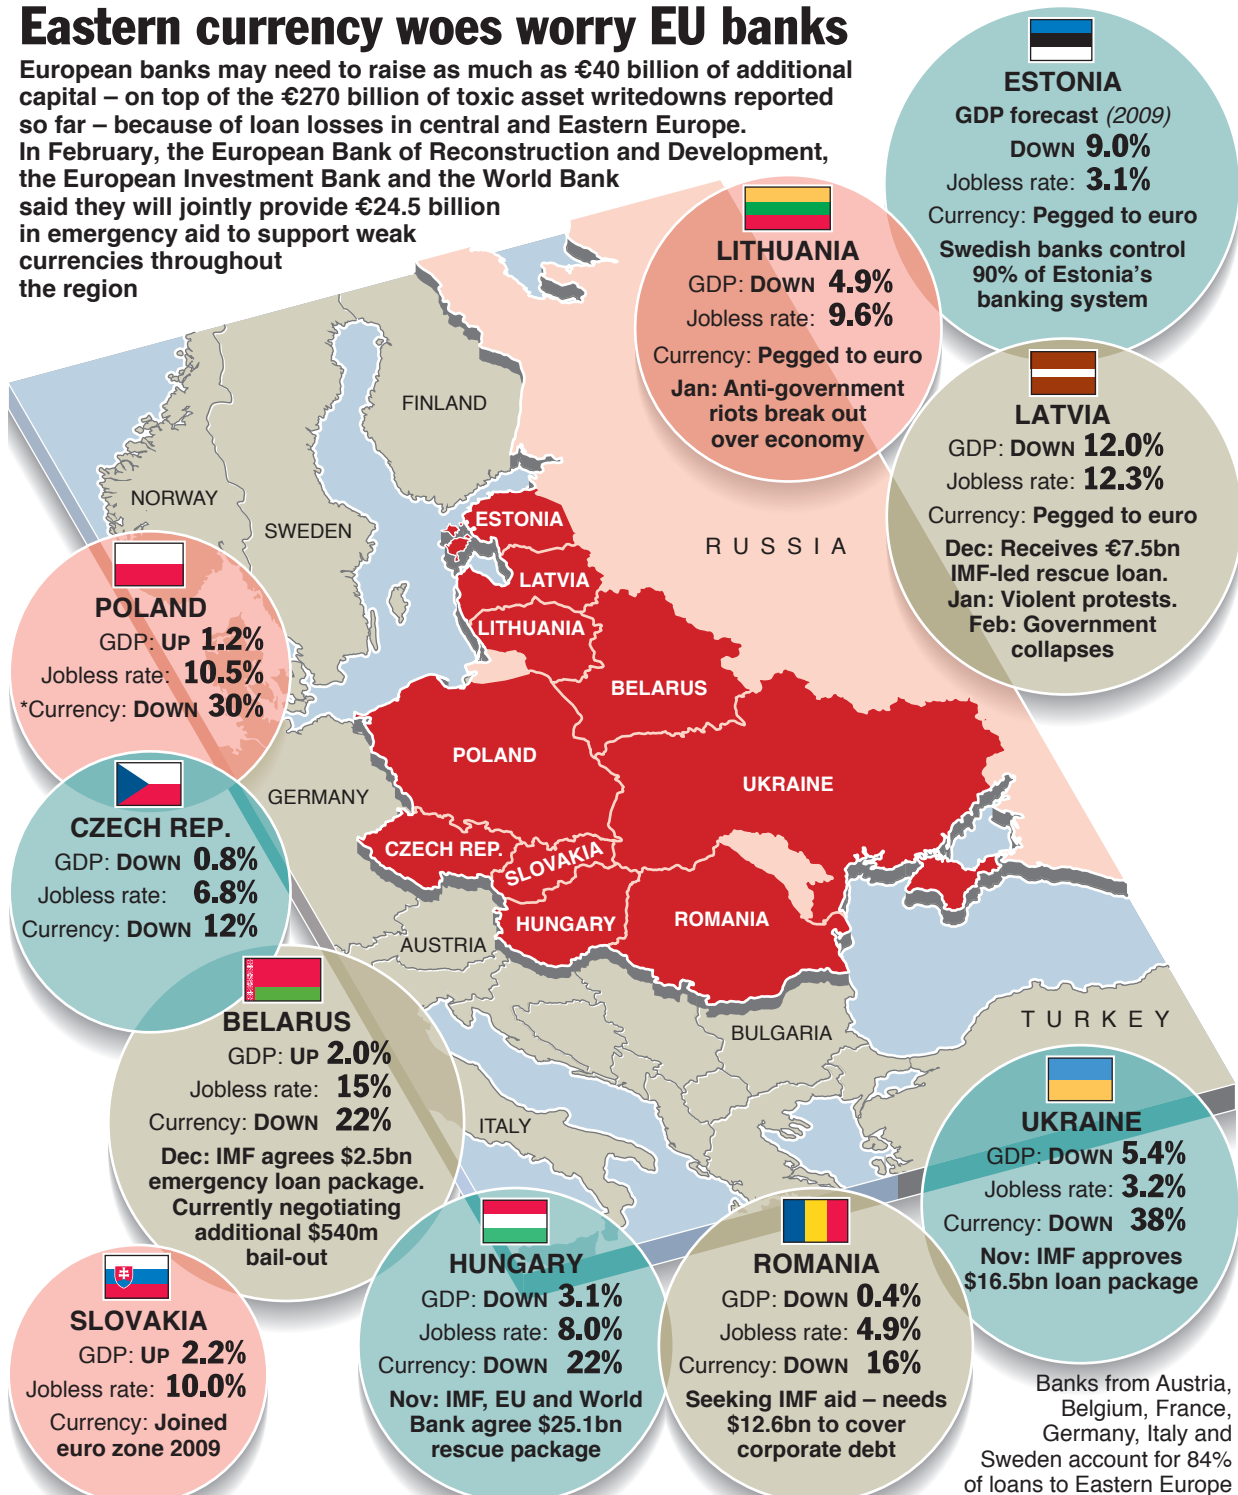 Eastern currency woes worry EU banks
European banks may need to raise as much as €40 billion of additional
capital – on top of the €270 billion of toxic asset writedowns reported
so far – because of loan losses in central and Eastern Europe.
In February, the European Bank of Reconstruction and Development,
the European Investment Bank and the World Bank
said they will jointly provide €24.5 billion
in emergency aid to support weak
currencies throughout
the region
ESTONIA
GDP forecast (2009)
DOWN 9.0%
Jobless rate: 3.1%
Currency: Pegged to euro
Swedish banks control
90% of Estonia's
banking system
LITHUANIA
GDP: DOWN 4.9%
Jobless rate: 9.6%
Currency: Pegged to euro
Jan: Anti-government
riots break out
over economy
LATVIA
GDP: DOWN 12.0%
Jobless rate: 12.3%
Currency: Pegged to euro
Dec: Receives €7.5bn
IMF-led rescue loan.
Jan: Violent protests.
Feb: Government
collapses
FINLAND
NORWAY
SWEDEN
ESTONIA
RUSSIA
LATVIA
LITHUANIA
BELARUS
POLAND
UKRAINE
GERMANY
CZECH REP.
SLOVAKIA
HUNGARY
ROMANIA
AUSTRIA
BULGARIA
TURKEY
ITALY
POLAND
GDP: UP 1.2%
Jobless rate: 10.5%
*Currency: DOWN 30%
CZECH REP.
GDP: DOWN 0.8%
Jobless rate: 6.8%
Currency: DOWN 12%
BELARUS
GDP: UP 2.0%
Jobless rate: 15%
Currency: DOWN 22%
Dec: IMF agrees $2.5bn
emergency loan package.
Currently negotiating
additional $540m
bail-out
UKRAINE
GDP: DOWN 5.4%
Jobless rate: 3.2%
Currency: DOWN 38%
Nov: IMF approves
$16.5bn loan package
SLOVAKIA
GDP: UP 2.2%
Jobless rate: 10.0%
Currency: Joined
euro zone 2009
HUNGARY
GDP: DOWN 3.1%
Jobless rate: 8.0%
Currency: DOWN 22%
Nov: IMF, EU and World
Bank agree $25.1bn
rescue package
ROMANIA
GDP: DOWN 0.4%
Jobless rate: 4.9%
Currency: DOWN 16%
Seeking IMF aid – needs
$12.6bn to cover
corporate debt
Banks from Austria,
Belgium, France,
Germany, Italy and
Sweden account for 84%
of loans to Eastern Europe